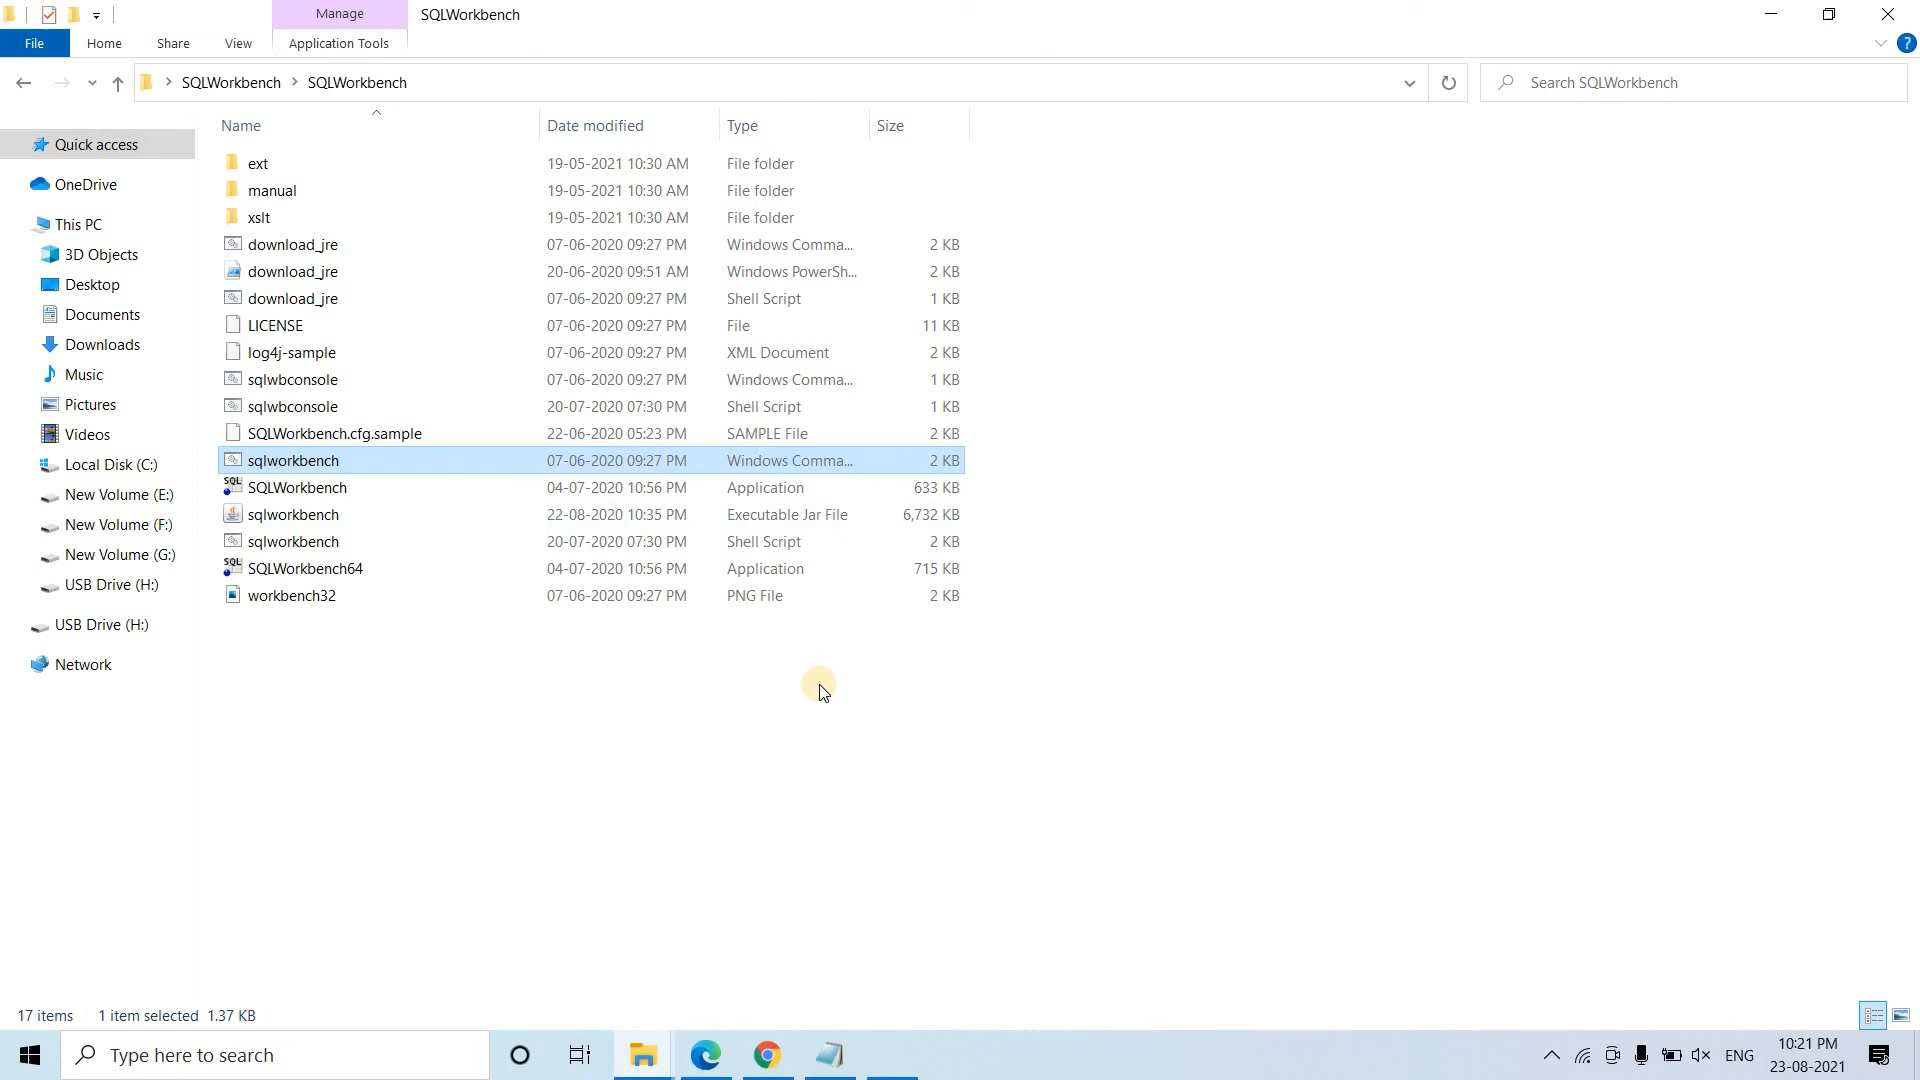 Manage
SQLWorkbench
File
Home
Share
View
Application Tools
SQLWorkbench
SQLWorkbench
Search SQLWorkbench
Name
Date modified
Type
Size
Quick access
OneDrive
This PC
3D Objects
Desktop
Documents
Downloads
Music
Pictures
Videos
Local Disk (C:)
New Volume (E:)
New Volume (F:)
New Volume (G:)
USB Drive (H:)
USB Drive (H:)
Network
ext 19-05-2021 10:30 AM File folder
manual 19-05-2021 10:30 AM File folder
xslt 19-05-2021 10:30 AM File folder
download_jre 07-06-2020 09:27 PM Windows Comma... 2 KB
download_jre 20-06-2020 09:51 AM Windows PowerSh... 2 KB
download_jre 07-06-2020 09:27 PM Shell Script 1 KB
LICENSE 07-06-2020 09:27 PM File 11 KB
log4j-sample 07-06-2020 09:27 PM XML Document 2 KB
sqlwbconsole 07-06-2020 09:27 PM Windows Comma... 1 KB
sqlwbconsole 20-07-2020 07:30 PM Shell Script 1 KB
SQLWorkbench.cfg.sample 22-06-2020 05:23 PM SAMPLE File 2 KB
sqlworkbench 07-06-2020 09:27 PM Windows Comma... 2 KB
SQLWorkbench 04-07-2020 10:56 PM Application 633 KB
sqlworkbench 22-08-2020 10:35 PM Executable Jar File 6,732 KB
sqlworkbench 20-07-2020 07:30 PM Shell Script 2 KB
SQLWorkbench64 04-07-2020 10:56 PM Application 715 KB
workbench32 07-06-2020 09:27 PM PNG File 2 KB
17 items 1 item selected 1.37 KB
Type here to search
ENG
10:21 PM
23-08-2021